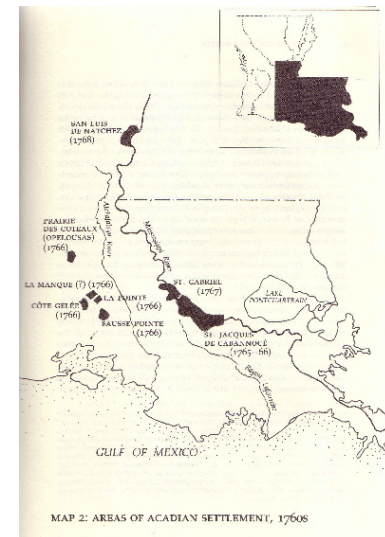 SAN LUIS
DE NATCHEZ
(1768)
Atchafalaya River
Mississippi River
PRAIRIE
DES COTEAUX
(OPELOUSAS)
(1766)
LA MANQUE (?) (1766)
LA POINTE
(1766)
CÔTE GELÉE
(1766)
FAUSSE POINTE
(1766)
ST. GABRIEL
(1767)
LAKE
PONTCHARTRAIN
ST. JACQUES
DE CABANNOCÉ
(1765-66)
Bayou Lafourche
GULF OF MEXICO
MAP 2: AREAS OF ACADIAN SETTLEMENT, 1760S